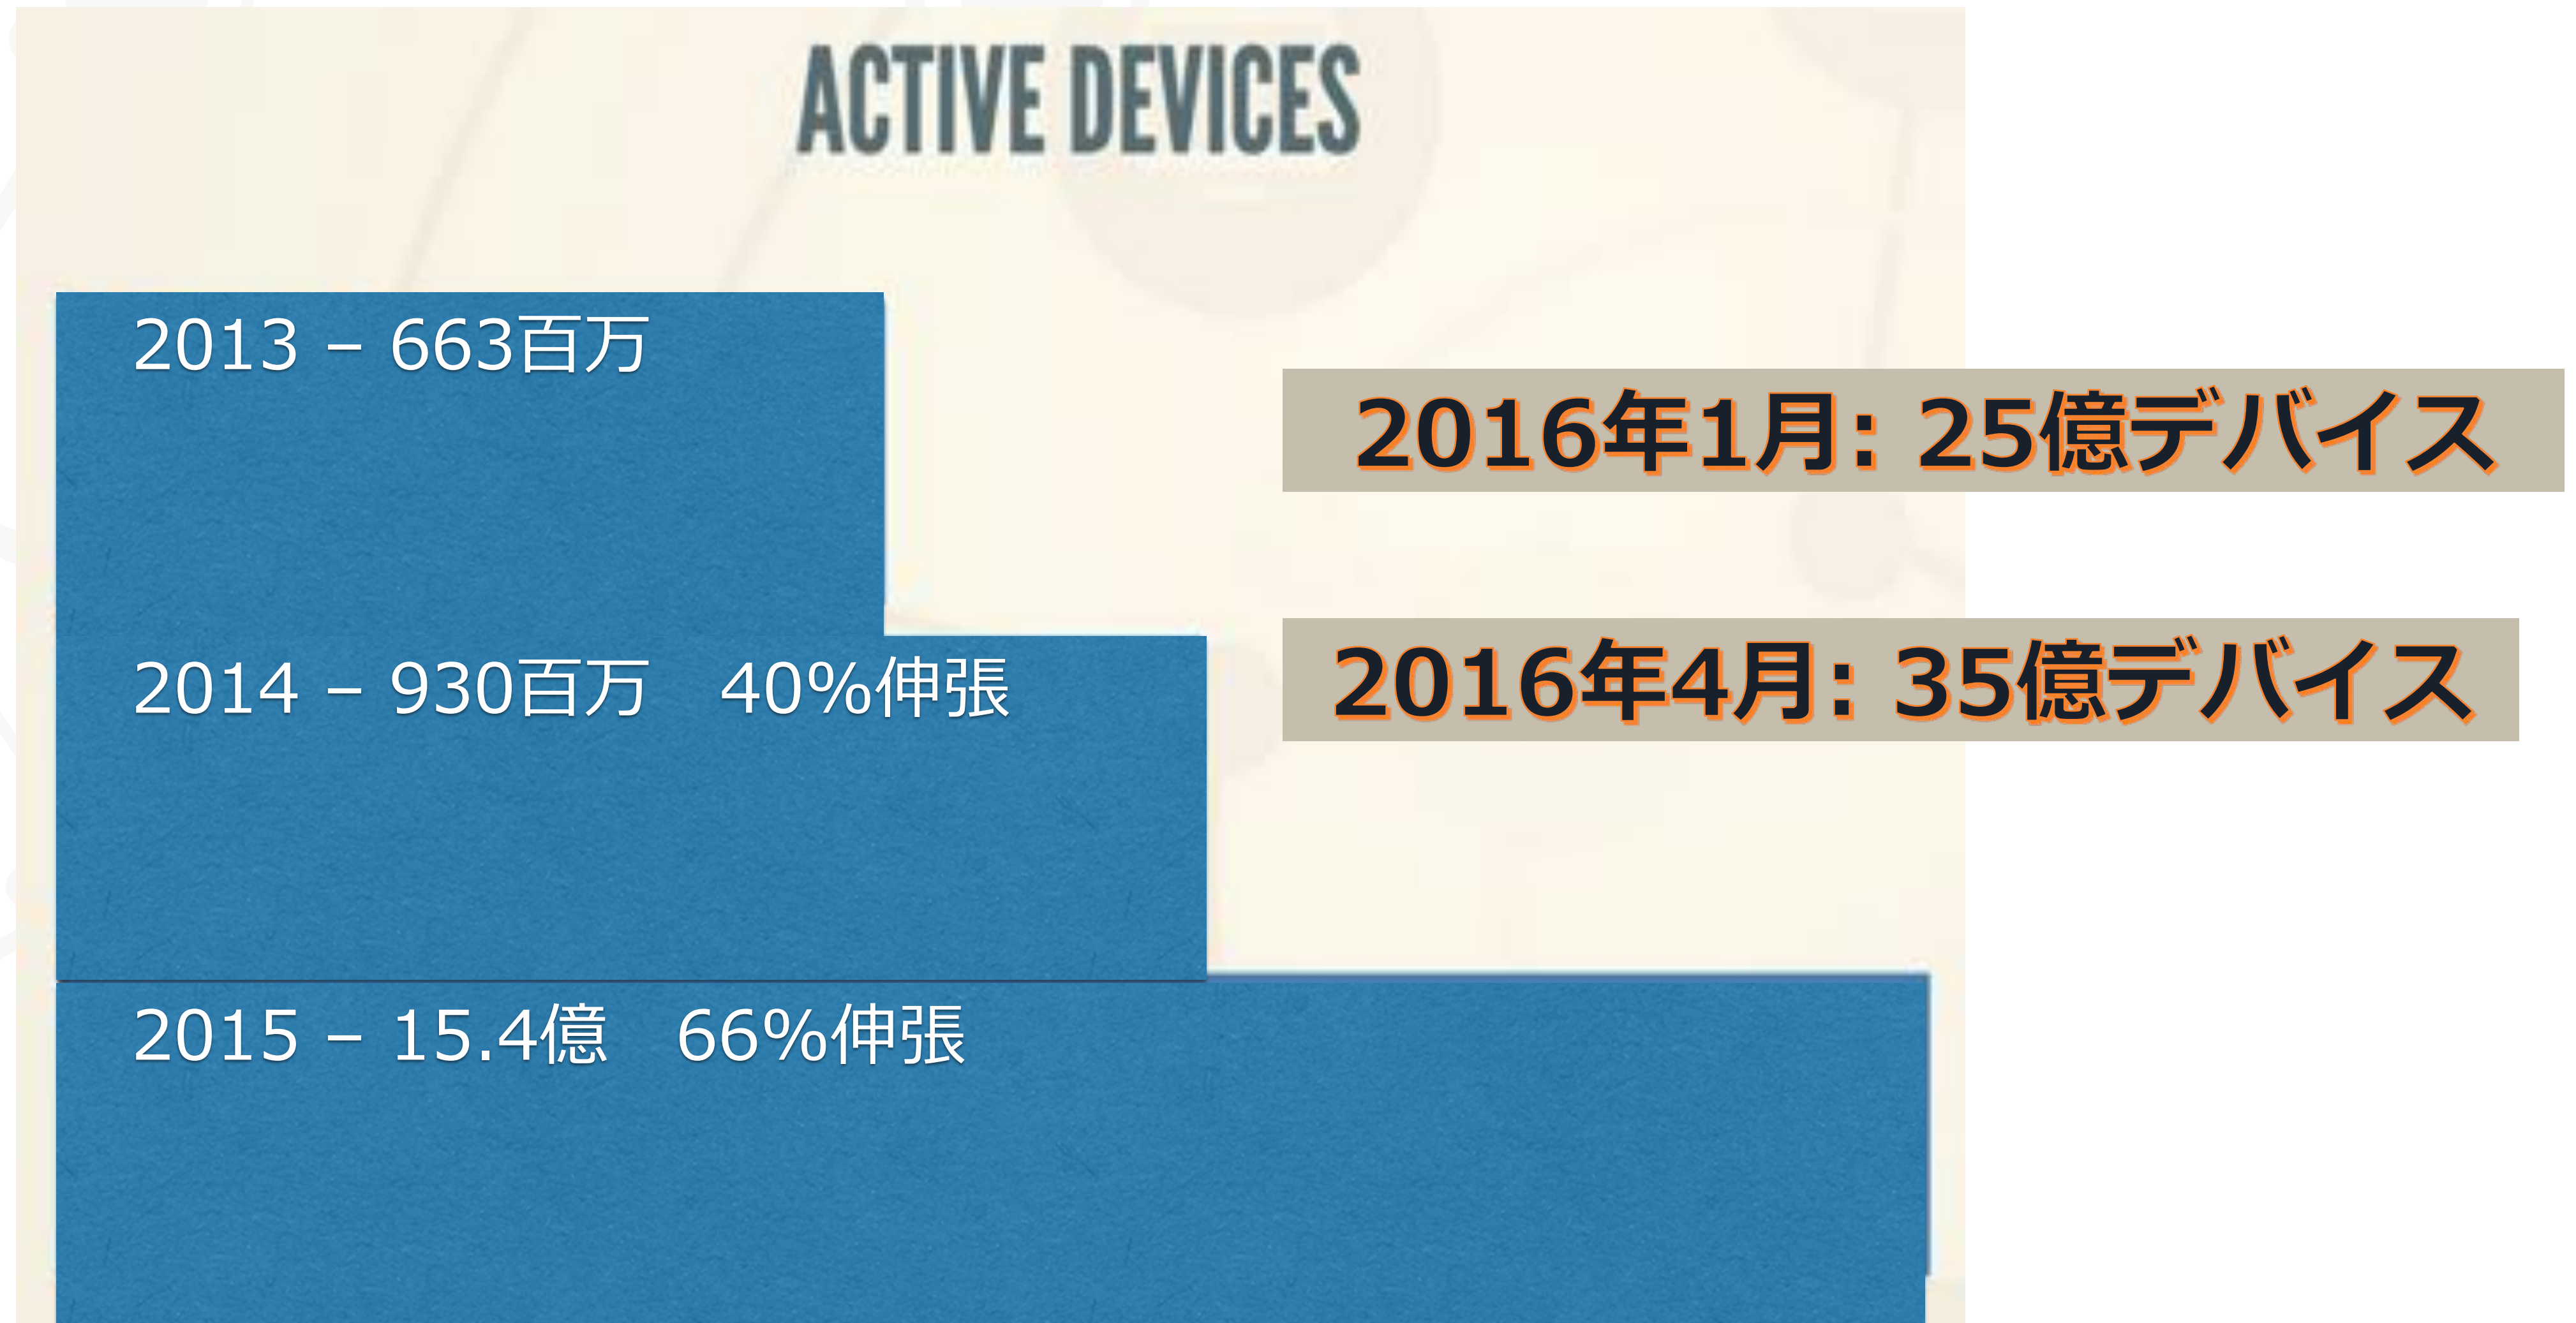 ACTIVE DEVICES
2013 – 663百万
2016年1月: 25億デバイス
2014 – 930百万　40%伸張
2016年4月: 35億デバイス
2015 – 15.4億　66%伸張